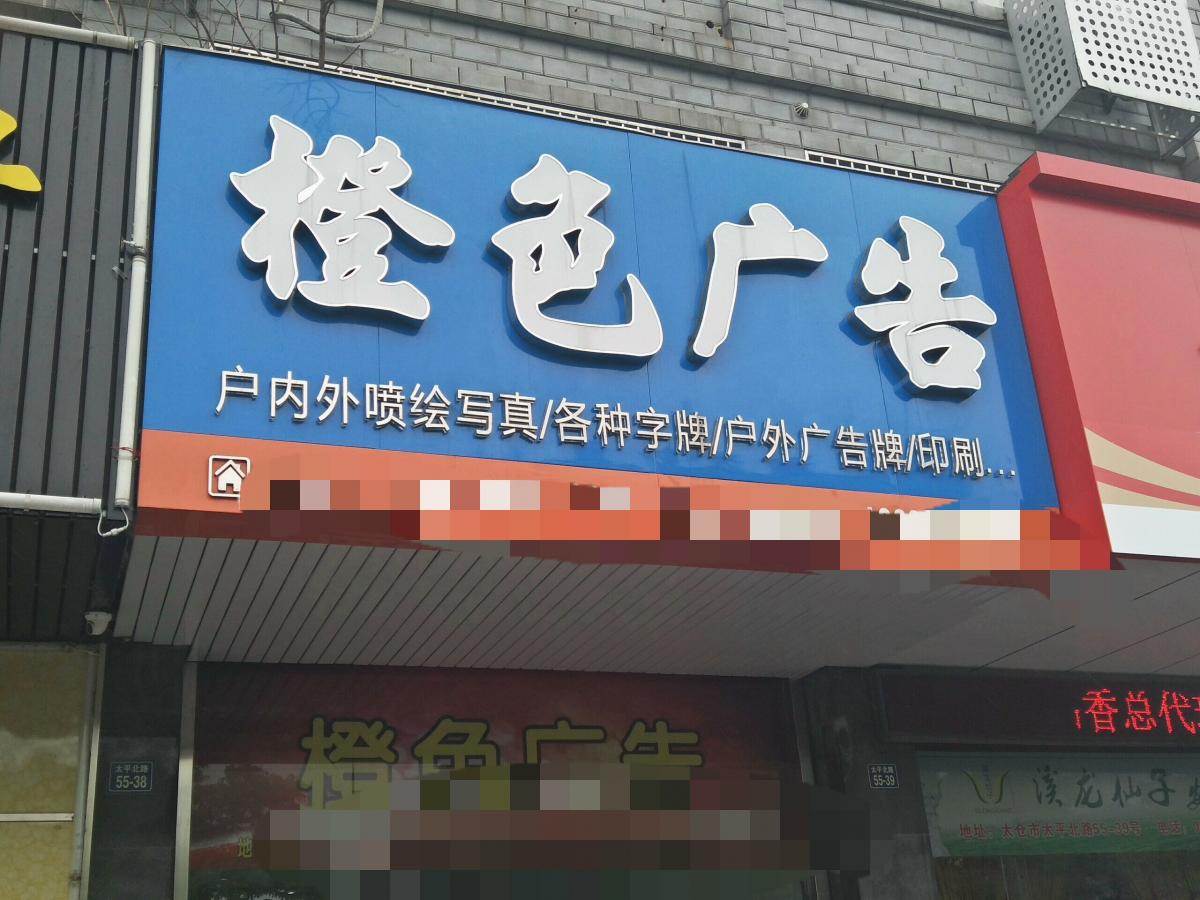 橙色广告
户内外喷绘写真/各种字牌/户外广告牌/印刷...
橙色广告
地
太平北路
55-38
太平北路
55-39
香总代
溪龙仙子
地址：太仓市太平北路55-39号 电话：